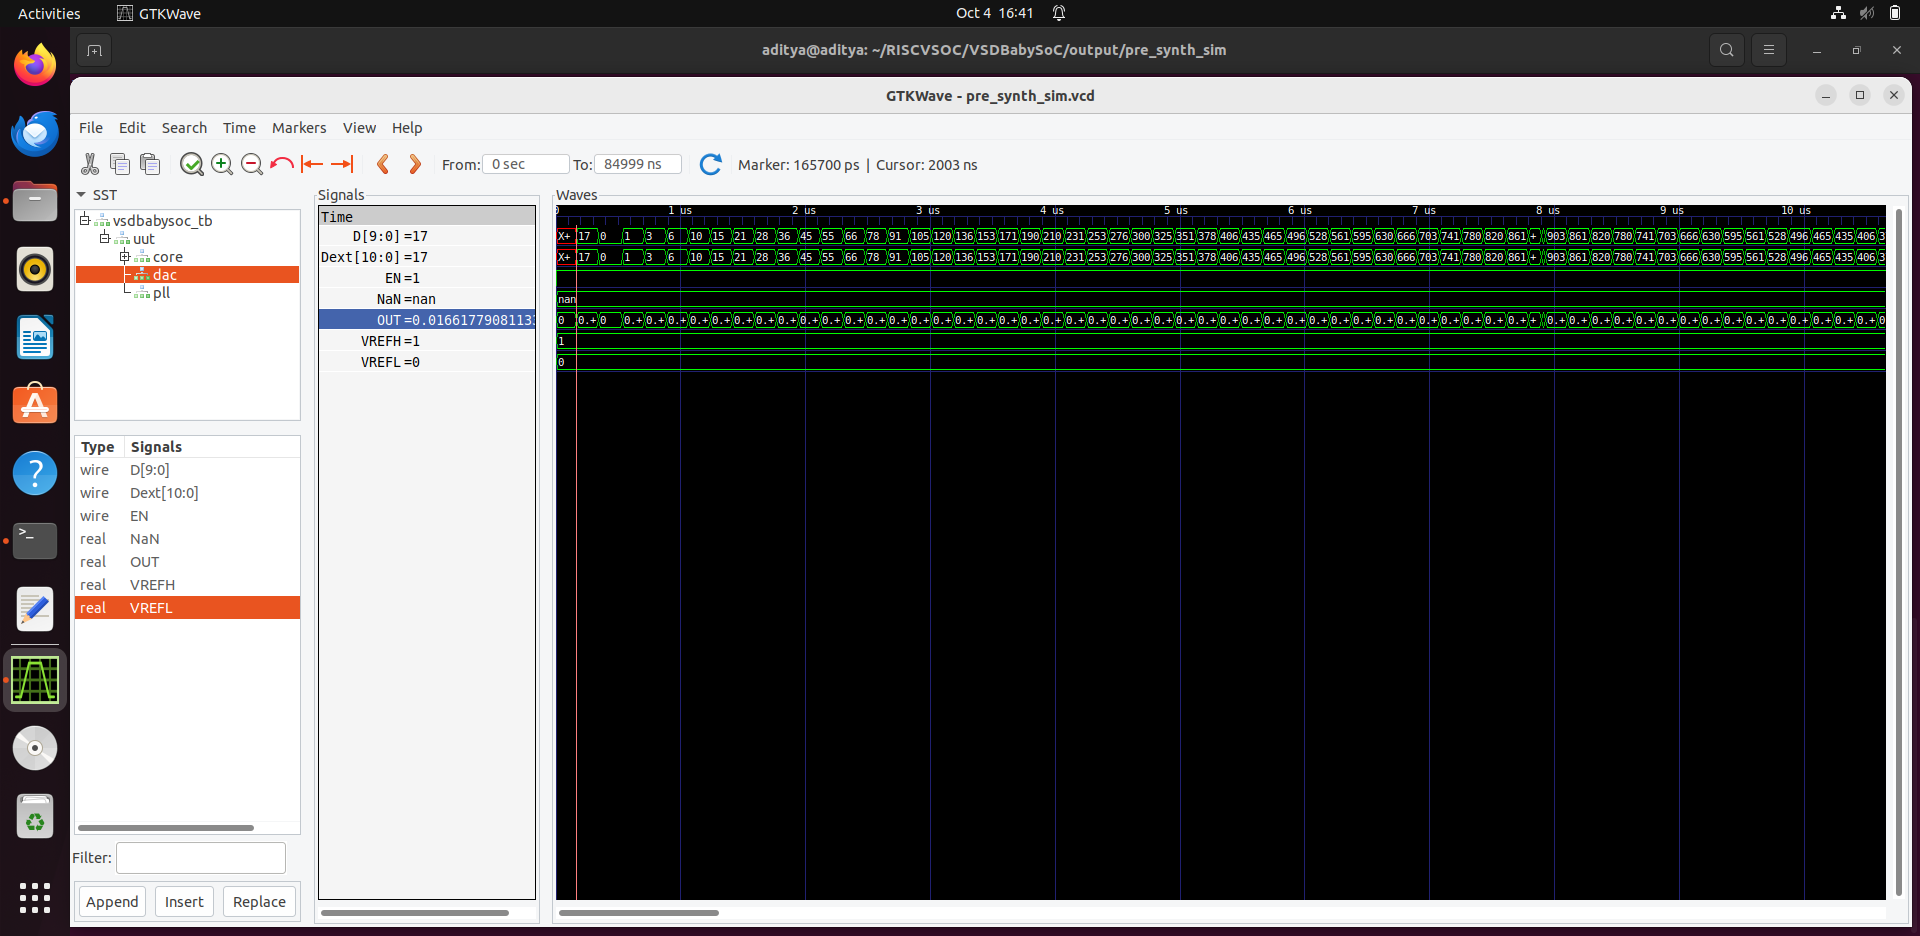 Activities GTKWave Oct 4 16:41
aditya@aditya: ~/RISCVSOC/VSDBabySoC/output/pre_synth_sim
GTKWave - pre_synth_sim.vcd
File Edit Search Time Markers View Help
From: 0 sec To: 84999 ns Marker: 165700 ps | Cursor: 2003 ns
SST
vsdbabysoc_tb
uut
core
dac
pll
Type Signals
wire D[9:0]
wire Dext[10:0]
wire EN
real NaN
real OUT
real VREFH
real VREFL
Filter:
Append Insert Replace
Signals
Time
D[9:0] =17
Dext[10:0] =17
EN =1
NaN =nan
OUT =0.0166177908113
VREFH =1
VREFL =0
Waves
0 1 us 2 us 3 us 4 us 5 us 6 us 7 us 8 us 9 us 10 us
X+ 17 0 1 3 6 10 15 21 28 36 45 55 66 78 91 105 120 136 153 171 190 210 231 253 276 300 325 351 378 406 435 465 496 528 561 595 630 666 703 741 780 820 861 + 903 861 820 780 741 703 666 630 595 561 528 496 465 435 406 3
X+ 17 0 1 3 6 10 15 21 28 36 45 55 66 78 91 105 120 136 153 171 190 210 231 253 276 300 325 351 378 406 435 465 496 528 561 595 630 666 703 741 780 820 861 + 903 861 820 780 741 703 666 630 595 561 528 496 465 435 406 3
nan
0 0.+ 0 0.+ 0.+ 0.+ 0.+ 0.+ 0.+ 0.+ 0.+ 0.+ 0.+ 0.+ 0.+ 0.+ 0.+ 0.+ 0.+ 0.+ 0.+ 0.+ 0.+ 0.+ 0.+ 0.+ 0.+ 0.+ 0.+ 0.+ 0.+ 0.+ 0.+ 0.+ 0.+ 0.+ 0.+ 0.+ 0.+ 0.+ 0.+ 0.+ 0.+ 0.+ + 0.+ 0.+ 0.+ 0.+ 0.+ 0.+ 0.+ 0.+ 0.+ 0.+ 0.+ 0.+ 0.+ 0.+ 0.+ 0
1
0